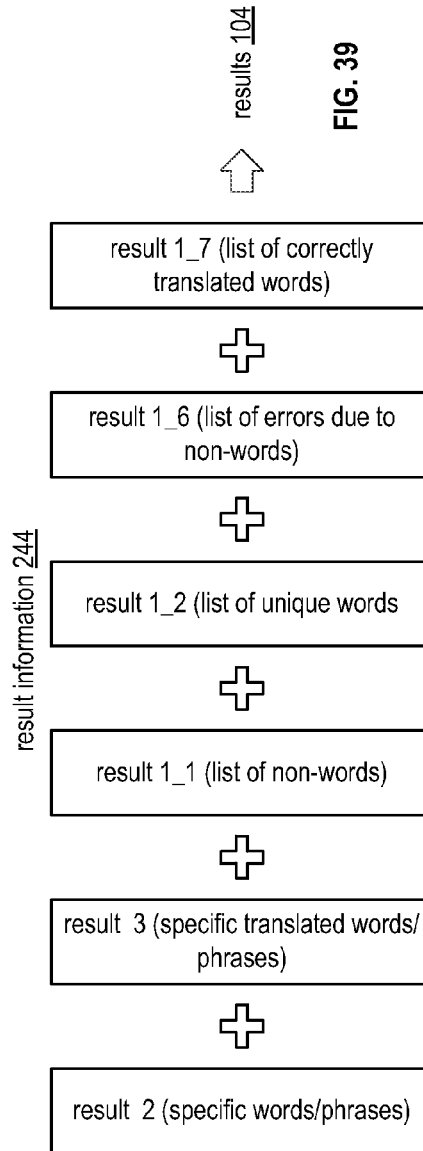 result information 244
result 2 (specific words/phrases)
result 3 (specific translated words/
phrases)
result 1_1 (list of non-words)
result 1_2 (list of unique words
result 1_6 (list of errors due to
non-words)
result 1_7 (list of correctly
translated words)
results 104
FIG. 39